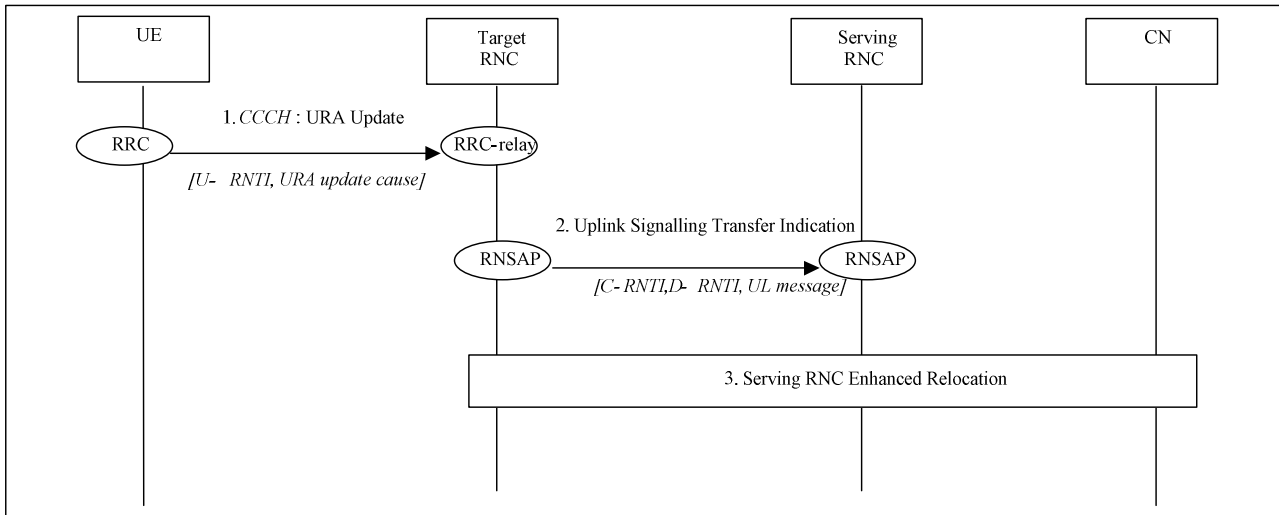 UE
Target
RNC
Serving
RNC
CN
1. CCCH : URA Update
RRC
RRC-relay
[U- RNTI, URA update cause]
2. Uplink Signalling Transfer Indication
RNSAP
RNSAP
[C-RNTI,D- RNTI, UL message]
3. Serving RNC Enhanced Relocation